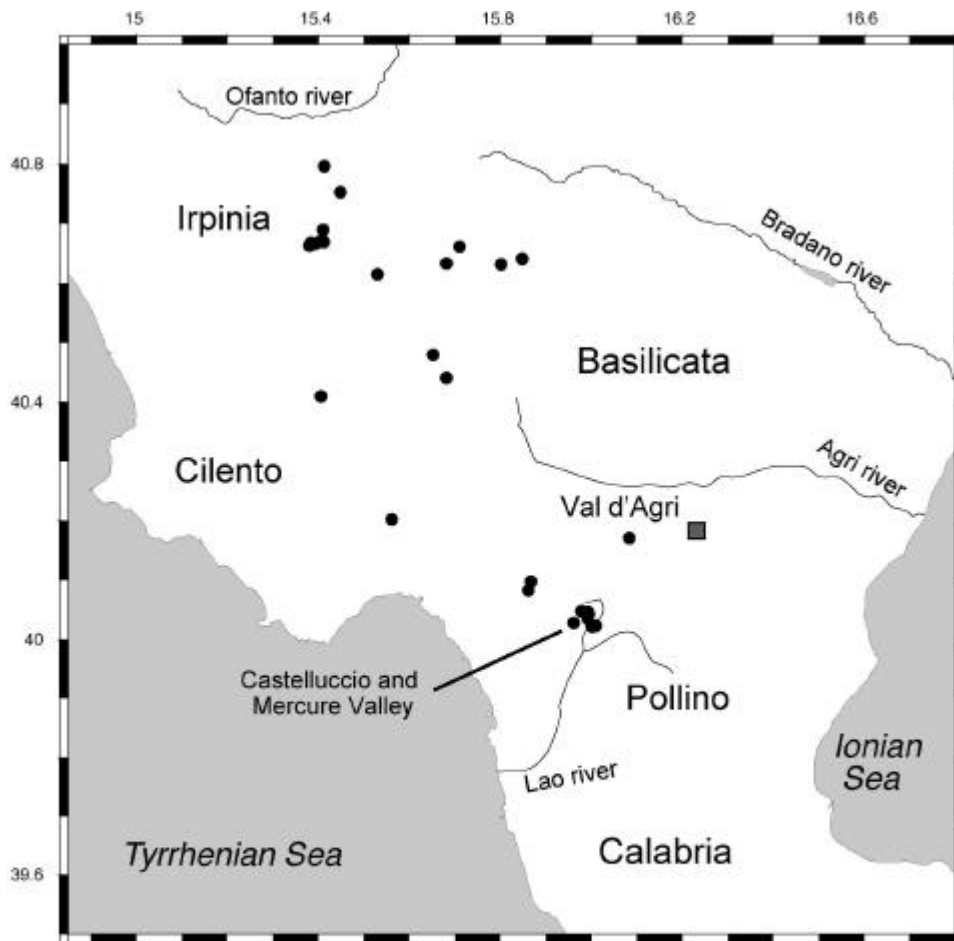 15 15.4 15.8 16.2 16.6
Ofanto river
40.8
Irpinia
Bradano river
Basilicata
40.4
Cilento
Agri river
Val d'Agri
40
Castelluccio and
Mercure Valley
Pollino
Ionian
Sea
Lao river
Tyrrhenian Sea
Calabria
39.6